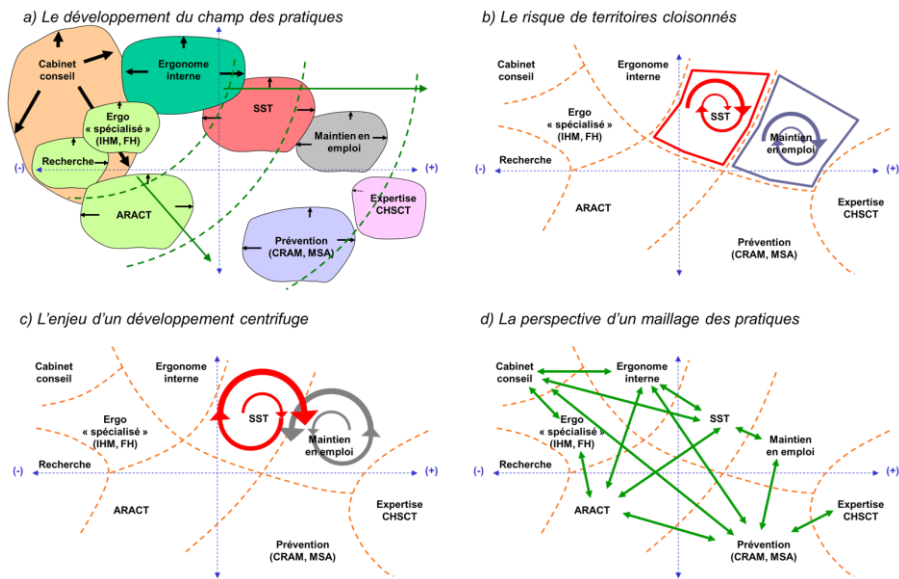 a) Le développement du champ des pratiques
Cabinet
conseil
Ergonome
interne
Ergo
« spécialisé »
(IHM, FH)
SST
Maintien en
emploi
Recherche
(-)
(+)
ARACT
Expertise
CHSCT
Prévention
(CRAM, MSA)
b) Le risque de territoires cloisonnés
Cabinet
conseil
Ergonome
interne
Ergo
« spécialisé »
(IHM, FH)
SST
Maintien
en emploi
Recherche
(-)
(+)
ARACT
Expertise
CHSCT
Prévention
(CRAM, MSA)
c) L'enjeu d'un développement centrifuge
Cabinet
conseil
Ergonome
interne
Ergo
« spécialisé »
(IHM, FH)
SST
Maintien
en emploi
Recherche
(-)
(+)
ARACT
Expertise
CHSCT
Prévention
(CRAM, MSA)
d) La perspective d'un maillage des pratiques
Cabinet
conseil
Ergonome
interne
Ergo
« spécialisé »
(IHM, FH)
SST
Maintien
en emploi
Recherche
(-)
(+)
ARACT
Expertise
CHSCT
Prévention
(CRAM, MSA)